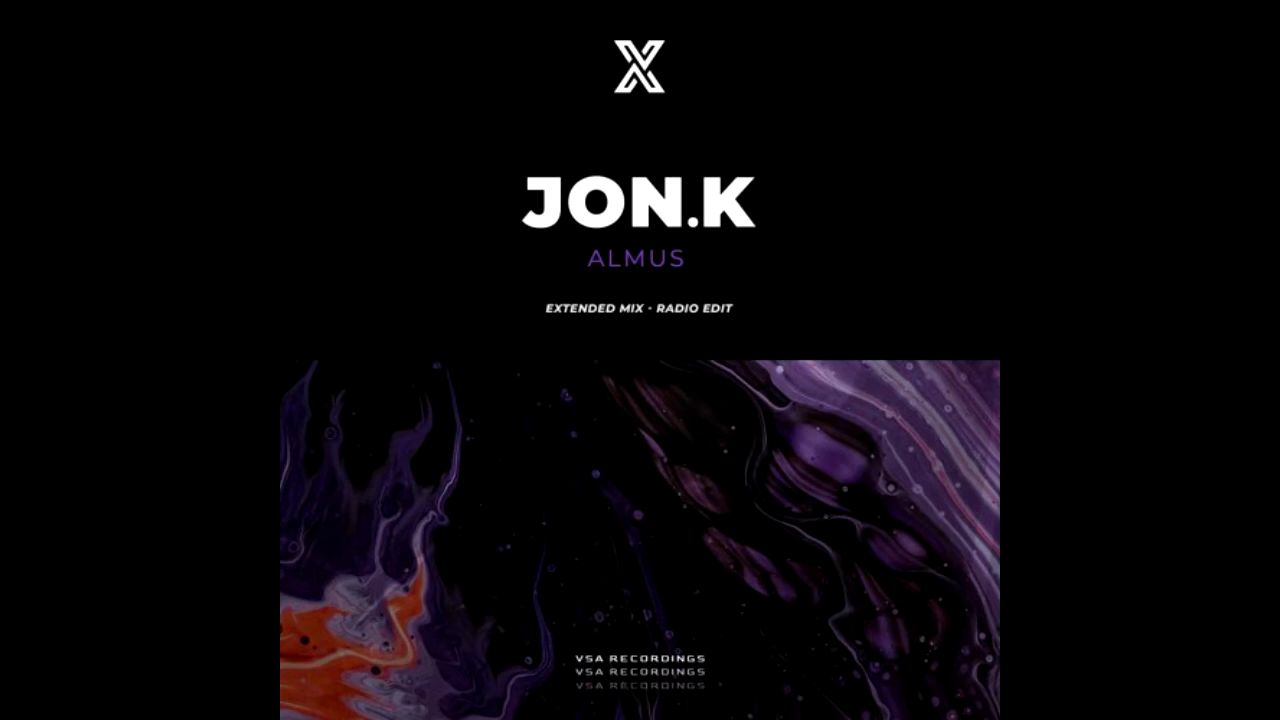 JON.K
ALMUS
EXTENDED MIX - RADIO EDIT
VSA RECORDINGS
VSA RECORDINGS
VSA RECORDINGS